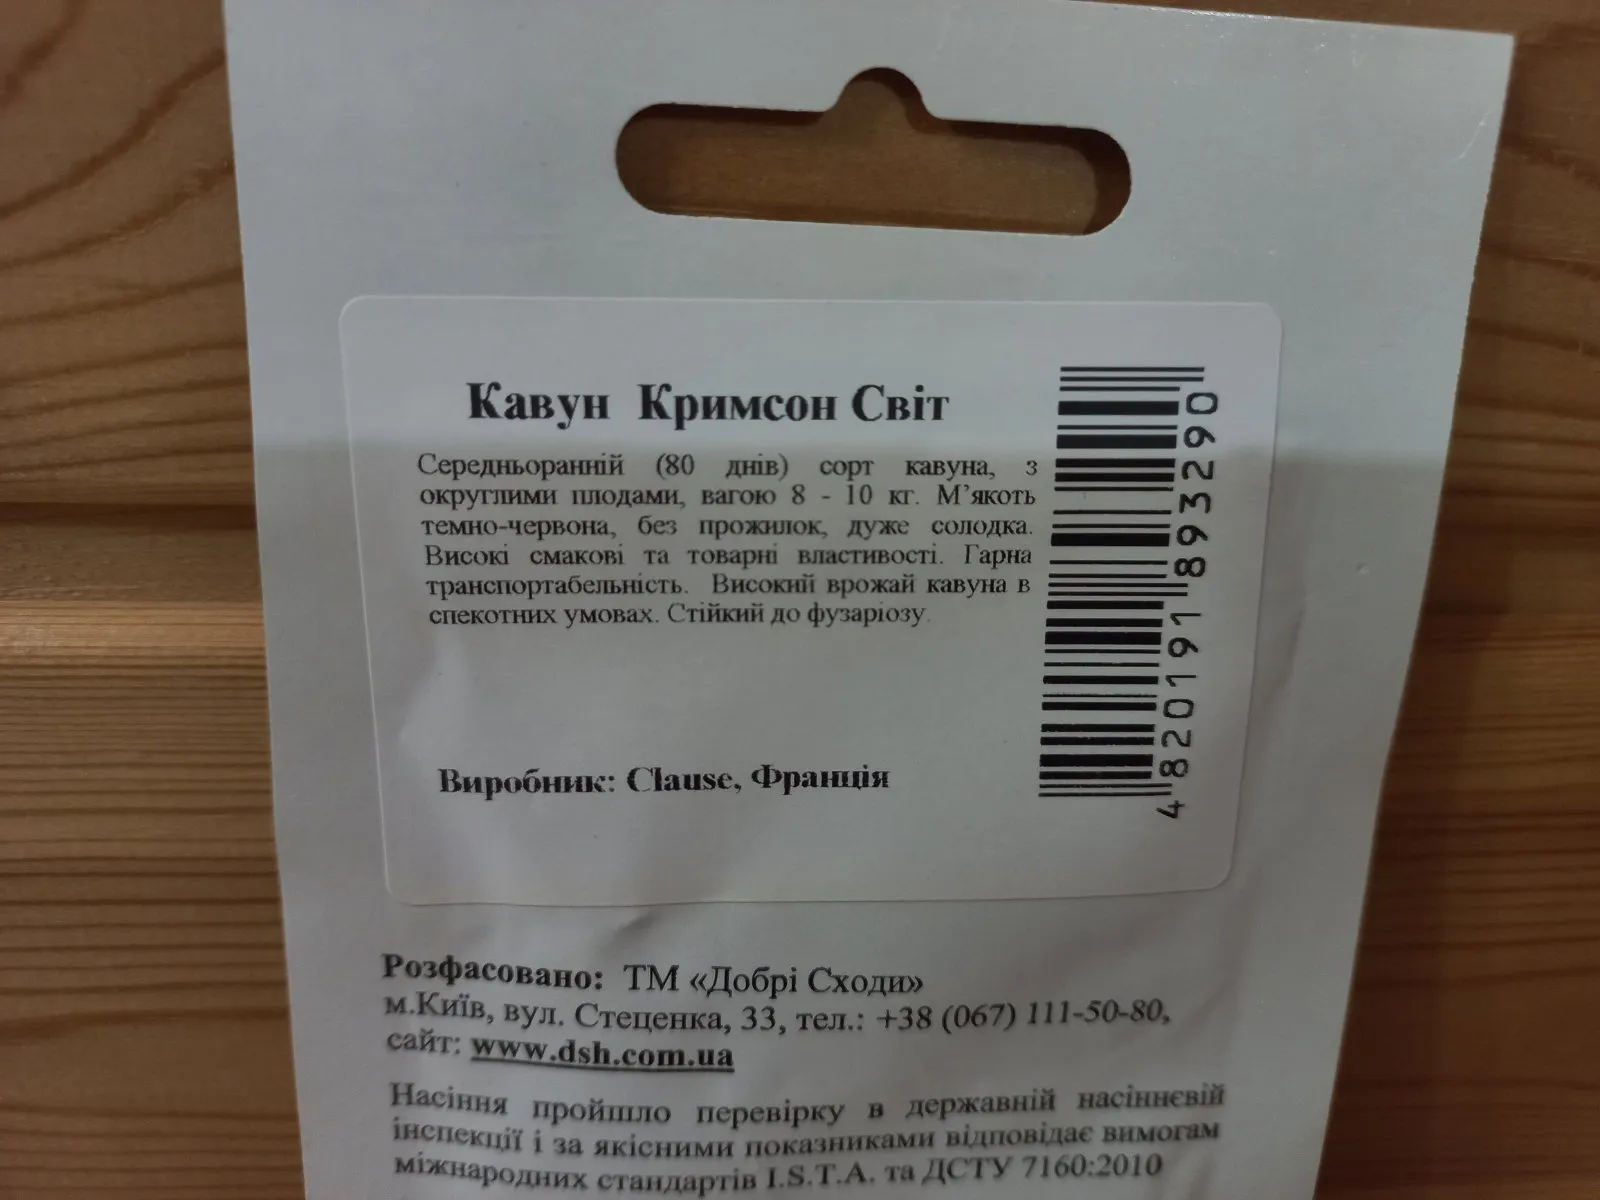 Кавун Кримсон Світ
Середньоранній (80 днів) сорт кавуна, з
округлими плодами, вагою 8 - 10 кг. М’якоть
темно-червона, без прожилок, дуже солодка.
Високі смакові та товарні властивості. Гарна
транспортабельність. Високий врожай кавуна в
спекотних умовах. Стійкий до фузаріозу.
Виробник: Clause, Франція
4 820191 893290
Розфасовано: ТМ «Добрі Сходи»
м.Київ, вул. Стеценка, 33, тел.: +38 (067) 111-50-80,
сайт: www.dsh.com.ua
Насіння пройшло перевірку в державній насіннєвій
інспекції і за якісними показниками відповідає вимогам
міжнародних стандартів I.S.T.A. та ДСТУ 7160:2010